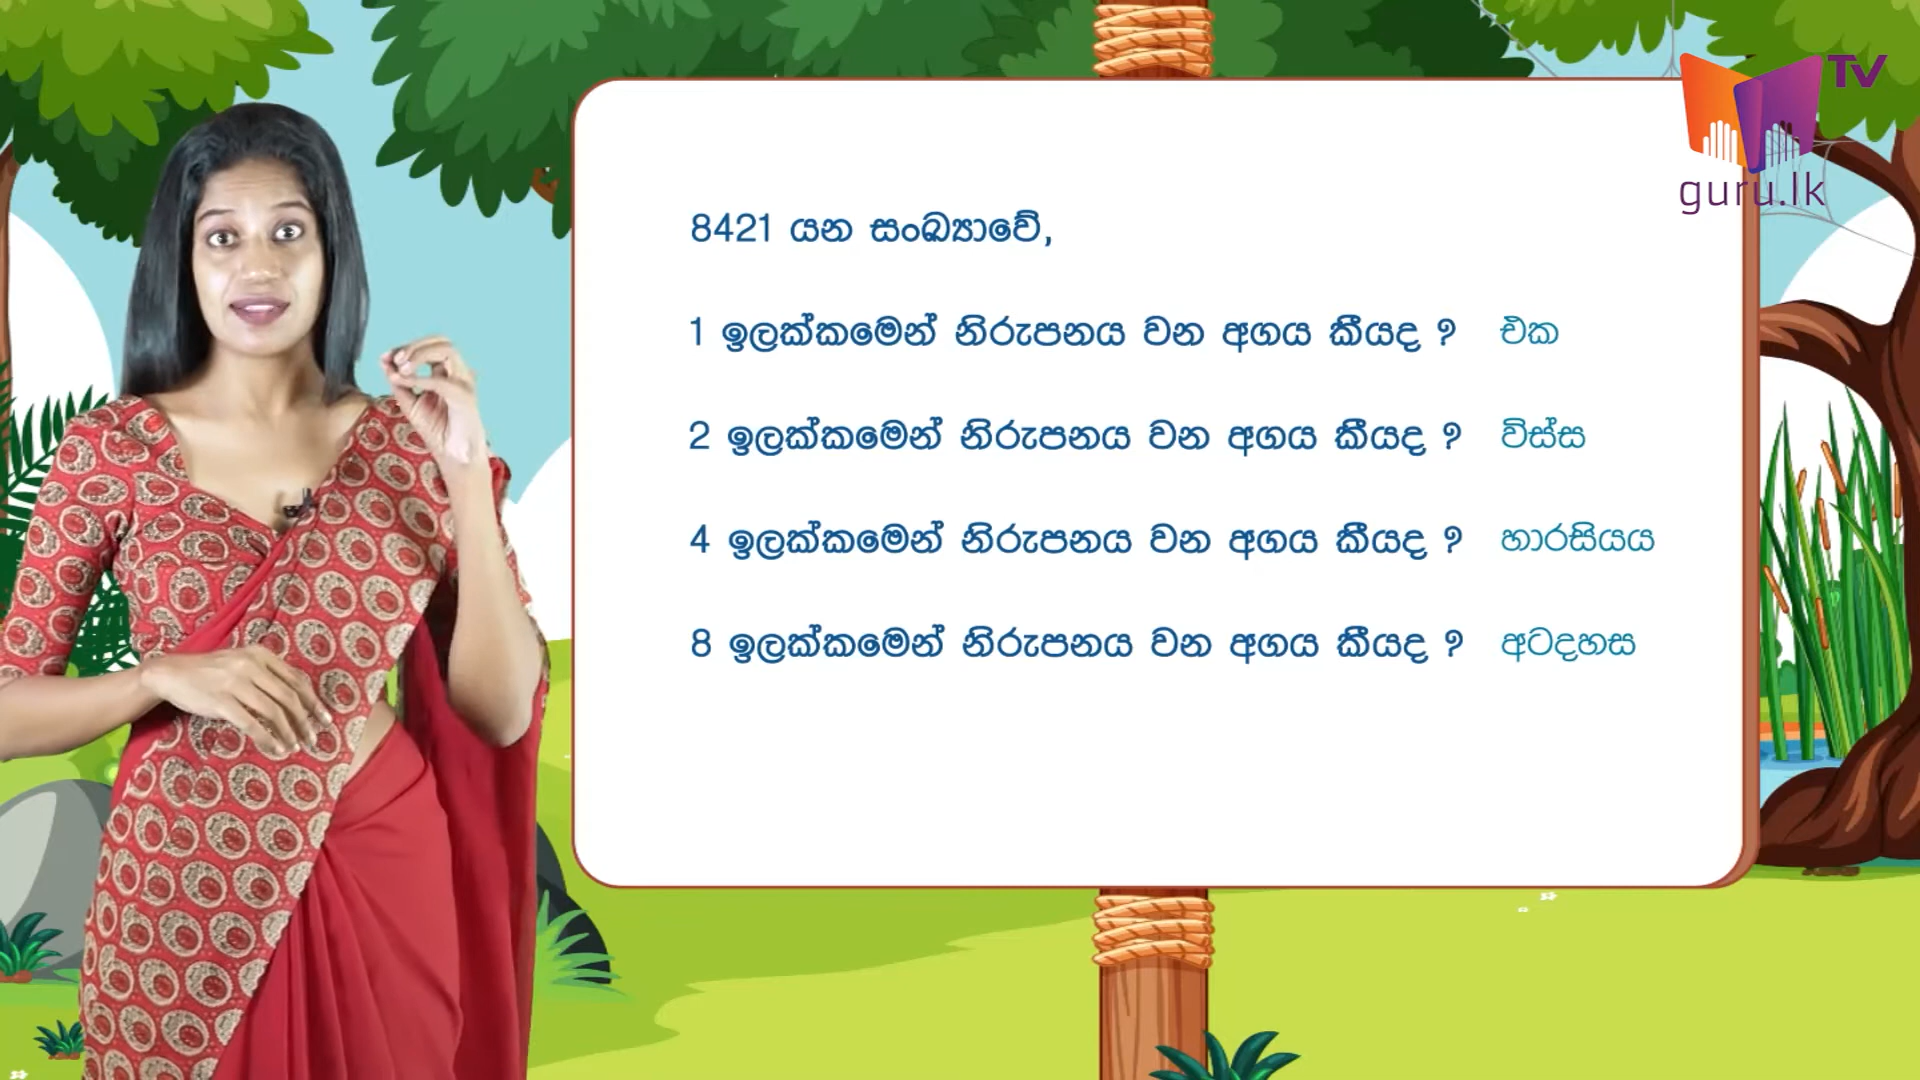 TV
guru.lk
8421 යන සංඛ්‍යාවේ,
1 ඉලක්කමෙන් නිරූපනය වන අගය කීයද ? එක
2 ඉලක්කමෙන් නිරූපනය වන අගය කීයද ? විස්ස
4 ඉලක්කමෙන් නිරූපනය වන අගය කීයද ? හාරසියය
8 ඉලක්කමෙන් නිරූපනය වන අගය කීයද ? අටදහස